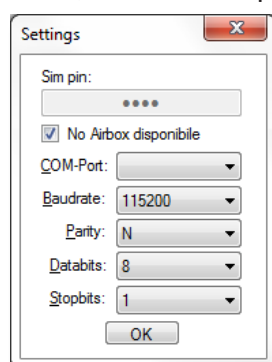 Settings
Sim pin:
••••
No Airbox disponibile
COM-Port:
Baudrate: 115200
Parity: N
Databits: 8
Stopbits: 1
OK